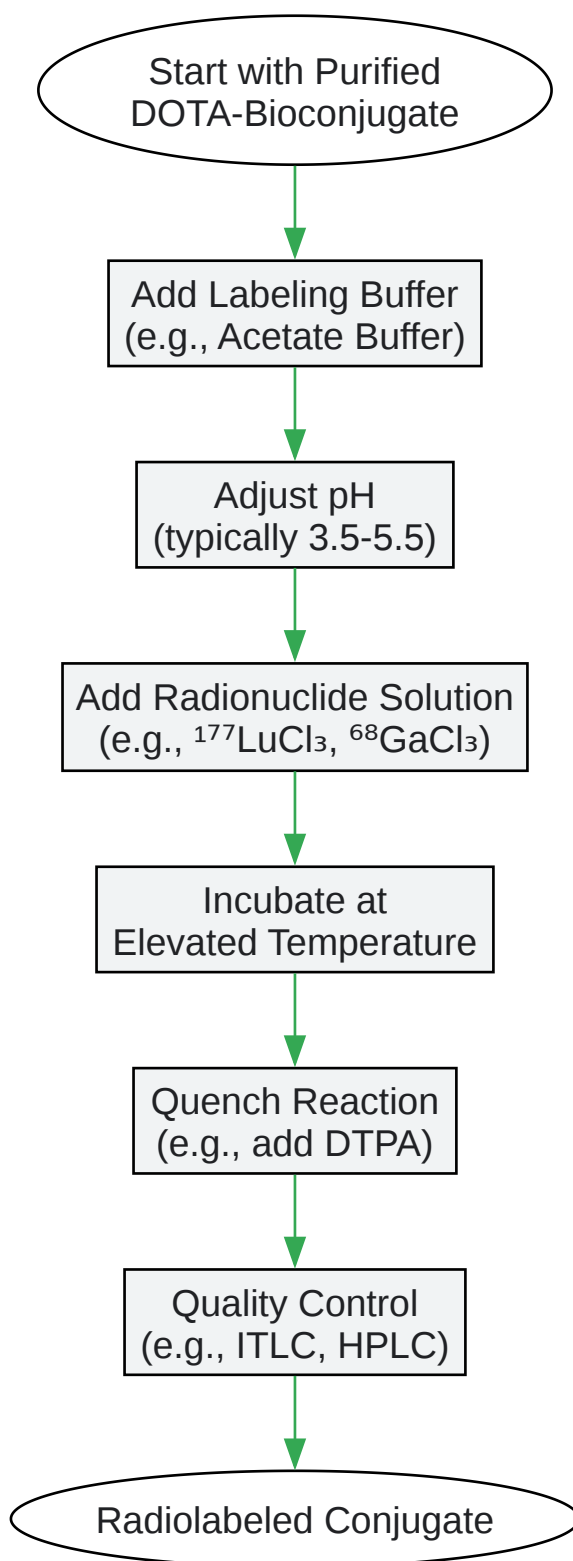 Start with Purified
DOTA-Bioconjugate
Add Labeling Buffer
(e.g., Acetate Buffer)
Adjust pH
(typically 3.5-5.5)
Add Radionuclide Solution
(e.g., ¹⁷⁷LuCl₃, ⁶⁸GaCl₃)
Incubate at
Elevated Temperature
Quench Reaction
(e.g., add DTPA)
Quality Control
(e.g., ITLC, HPLC)
Radiolabeled Conjugate